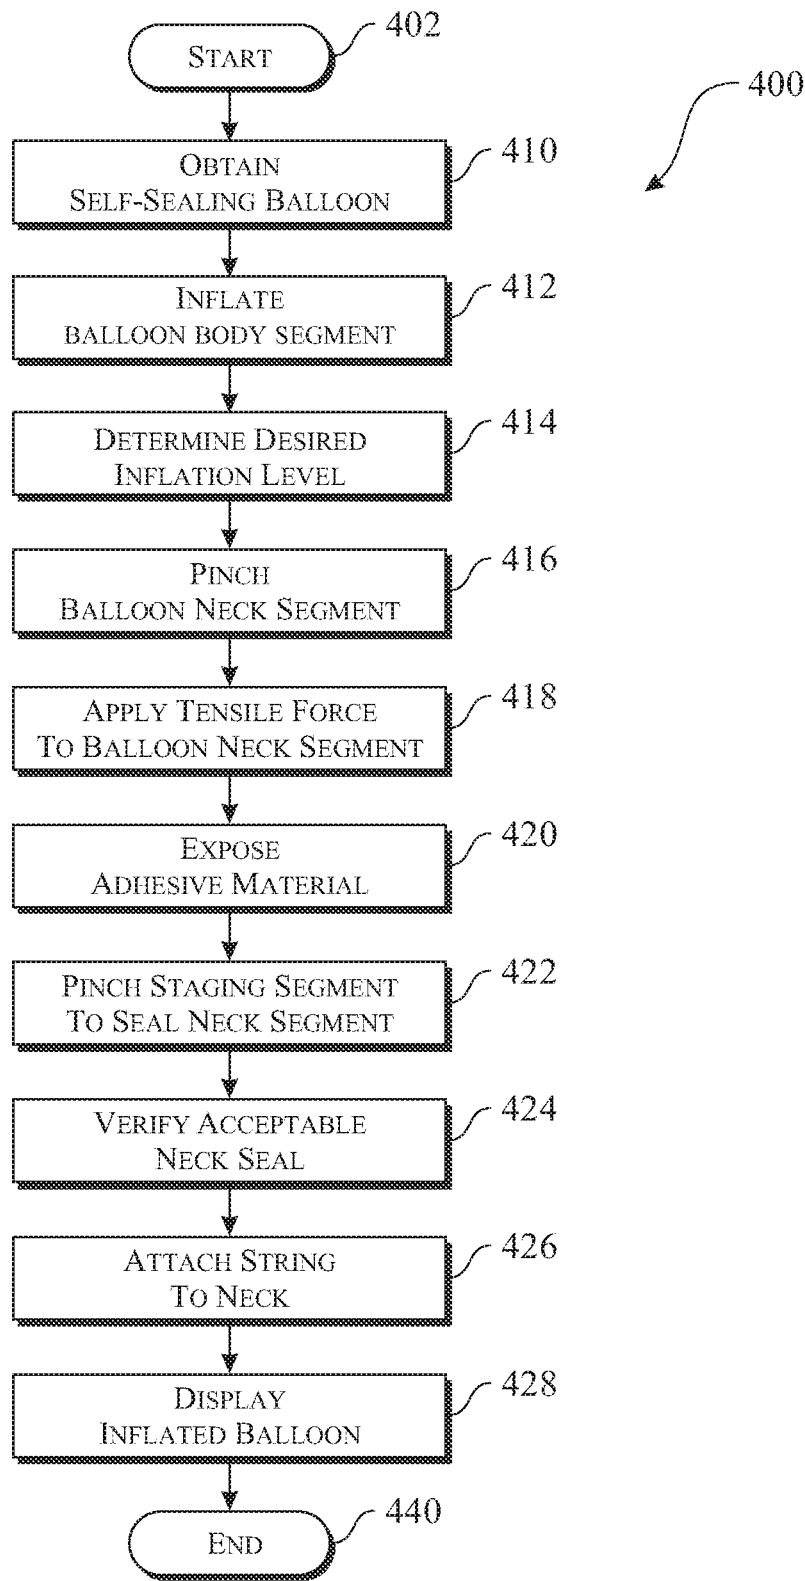 START
402
400
OBTAIN
SELF-SEALING BALLOON
410
INFLATE
BALLOON BODY SEGMENT
412
DETERMINE DESIRED
INFLATION LEVEL
414
PINCH
BALLOON NECK SEGMENT
416
APPLY TENSILE FORCE
TO BALLOON NECK SEGMENT
418
EXPOSE
ADHESIVE MATERIAL
420
PINCH STAGING SEGMENT
TO SEAL NECK SEGMENT
422
VERIFY ACCEPTABLE
NECK SEAL
424
ATTACH STRING
TO NECK
426
DISPLAY
INFLATED BALLOON
428
END
440